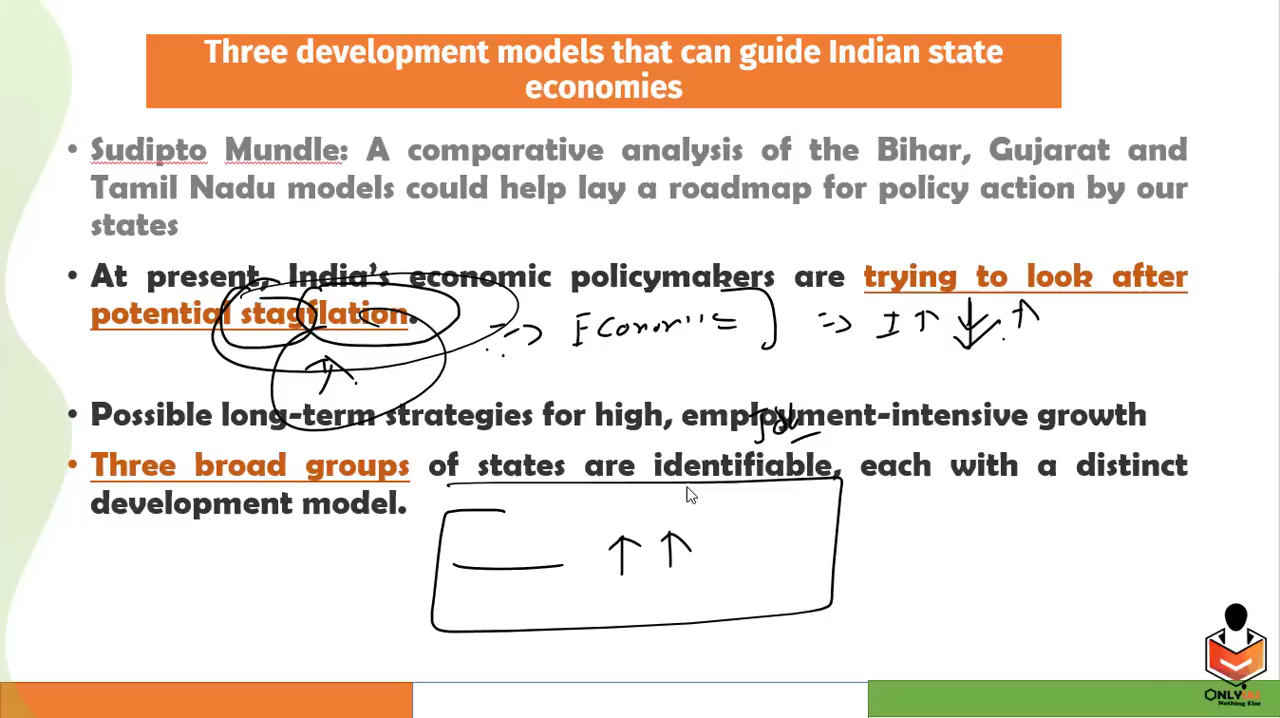 Three development models that can guide Indian state
economies
• Sudipto Mundle: A comparative analysis of the Bihar, Gujarat and
Tamil Nadu models could help lay a roadmap for policy action by our
states
• At present, India's economic policymakers are trying to look after
potential stagflation.
I ↑ ↓ ↑
• Possible long-term strategies for high, employment-intensive growth
• Three broad groups of states are identifiable, each with a distinct
development model.
↑ ↑
Nothing Else